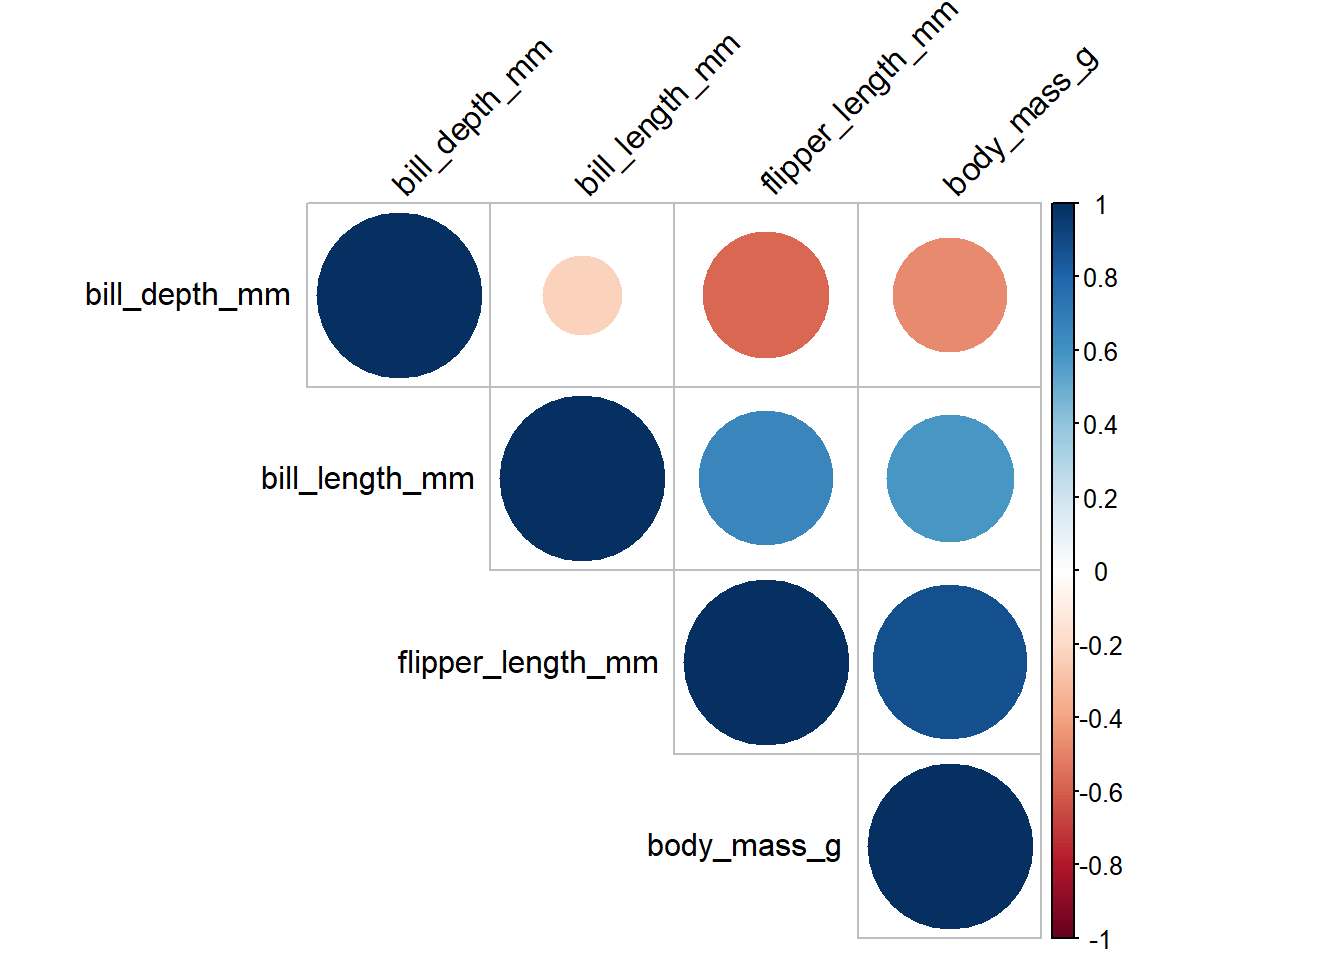 bill_depth_mm
bill_length_mm
flipper_length_mm
body_mass_g
bill_depth_mm
bill_length_mm
flipper_length_mm
body_mass_g
1
0.8
0.6
0.4
0.2
0
-0.2
-0.4
-0.6
-0.8
-1